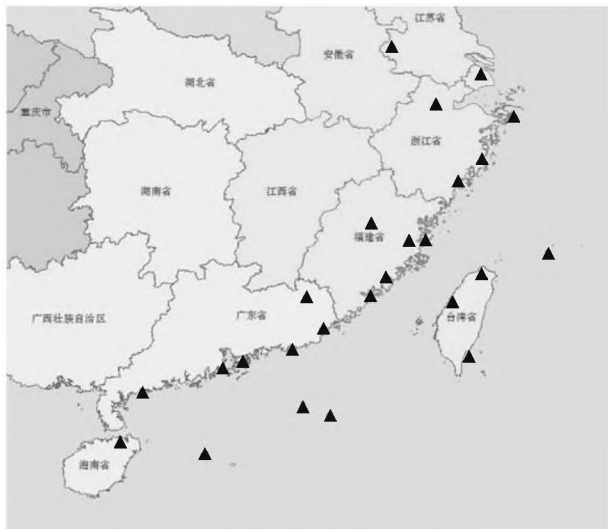 江苏省
安徽省
湖北省
重庆市
浙江省
湖南省
江西省
福建省
广西壮族自治区
广东省
台湾省
海南省